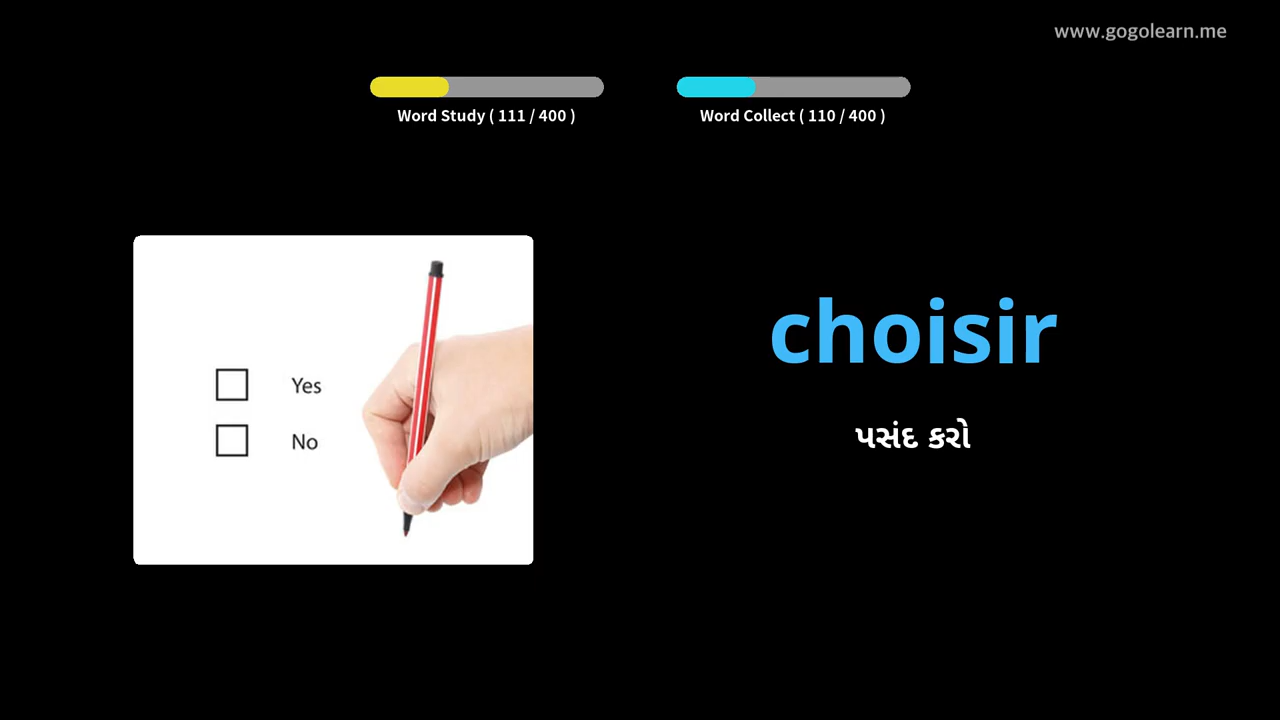 www.gogolearn.me
Word Study ( 111 / 400 )
Word Collect ( 110 / 400 )
Yes
No
choisir
પસંદ કરો